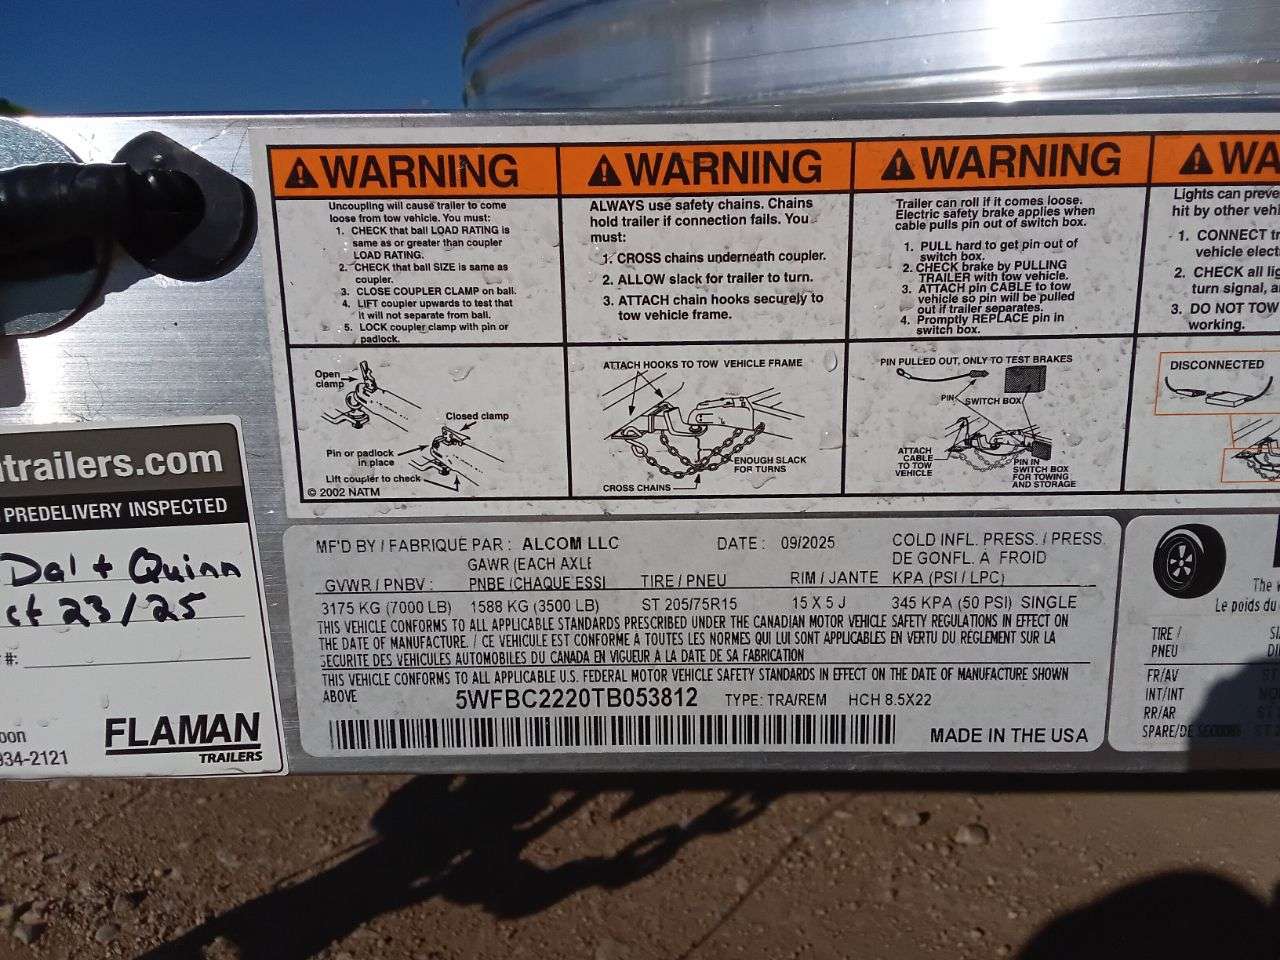 WARNING
Uncoupling will cause trailer to come
loose from tow vehicle. You must:
1. CHECK that ball LOAD RATING is
same as or greater than coupler
LOAD RATING.
2. CHECK that ball SIZE is same as
coupler.
3. CLOSE COUPLER CLAMP on ball.
4. LIFT coupler upwards to test that
it will not separate from ball.
5. LOCK coupler clamp with pin or
padlock.
Open
clamp
Closed clamp
Pin or padlock
in place
Lift coupler to check
© 2002 NATM
WARNING
ALWAYS use safety chains. Chains
hold trailer if connection fails. You
must:
1. CROSS chains underneath coupler.
2. ALLOW slack for trailer to turn.
3. ATTACH chain hooks securely to
tow vehicle frame.
ATTACH HOOKS TO TOW VEHICLE FRAME
ENOUGH SLACK
FOR TURNS
CROSS CHAINS
WARNING
Trailer can roll if it comes loose.
Electric safety brake applies when
cable pulls pin out of switch box.
1. PULL hard to get pin out of
switch box.
2. CHECK brake by PULLING
TRAILER with tow vehicle.
3. ATTACH pin CABLE to tow
vehicle so pin will be pulled
out if trailer separates.
4. Promptly REPLACE pin in
switch box.
PIN PULLED OUT, ONLY TO TEST BRAKES
PIN
SWITCH BOX
ATTACH
CABLE
TO TOW
VEHICLE
PIN IN
SWITCH BOX
FOR TOWING
AND STORAGE
WA
Lights can preve
hit by other vehi
1. CONNECT tr
vehicle elect
2. CHECK all lig
turn signal, a
3. DO NOT TOW
working.
DISCONNECTED
trailers.com
PREDELIVERY INSPECTED
Dal + Quinn
ct 23/25
#:
oon
934-2121
FLAMAN
TRAILERS
MF'D BY / FABRIQUÉ PAR : ALCOM LLC DATE : 09/2025 COLD INFL. PRESS. / PRESS.
DE GONFL. À FROID
GAWR (EACH AXLE
GVWR / PNBV : PNBE (CHAQUE ESSI TIRE / PNEU RIM / JANTE KPA (PSI / LPC)
3175 KG (7000 LB) 1588 KG (3500 LB) ST 205/75R15 15 X 5 J 345 KPA (50 PSI) SINGLE
THIS VEHICLE CONFORMS TO ALL APPLICABLE STANDARDS PRESCRIBED UNDER THE CANADIAN MOTOR VEHICLE SAFETY REGULATIONS IN EFFECT ON
THE DATE OF MANUFACTURE. / CE VEHICULE EST CONFORME A TOUTES LES NORMES QUI LUI SONT APPLICABLES EN VERTU DU RÈGLEMENT SUR LA
SECURITE DES VEHICULES AUTOMOBILES DU CANADA EN VIGUEUR À LA DATE DE SA FABRICATION
THIS VEHICLE CONFORMS TO ALL APPLICABLE U.S. FEDERAL MOTOR VEHICLE SAFETY STANDARDS IN EFFECT ON THE DATE OF MANUFACTURE SHOWN
ABOVE 5WFBC2220TB053812 TYPE: TRA/REM HCH 8.5X22
MADE IN THE USA
The w
Le poids du
TIRE /
PNEU
FR/AV
INT/INT
RR/AR
SPARE/DE SECOURS